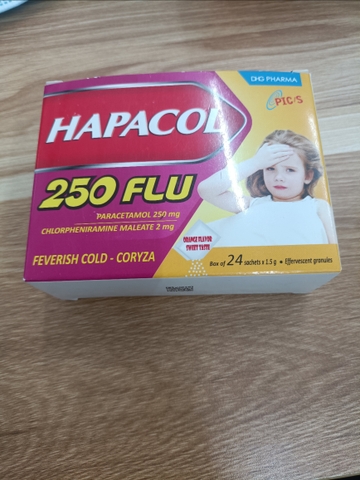 DHG PHARMA
PIC/S
HAPACOL
250 FLU
PARACETAMOL 250 mg
CHLORPHENIRAMINE MALEATE 2 mg
ORANGE FLAVOR
SWEET TASTE
FEVERISH COLD - CORYZA
Box of 24 sachets x 1.5 g • Effervescent granules